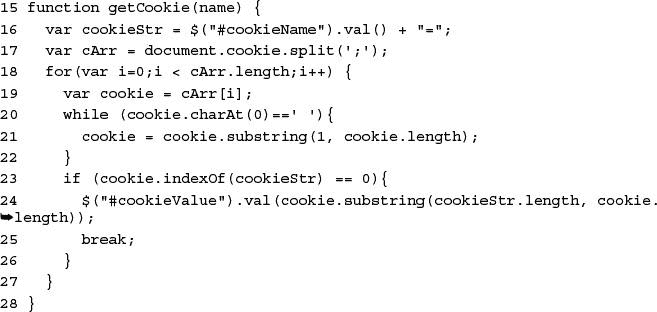 15 function getCookie(name) {
16   var cookieStr = $("#cookieName").val() + "=";
17   var cArr = document.cookie.split(';');
18   for(var i=0;i < cArr.length;i++) {
19     var cookie = cArr[i];
20     while (cookie.charAt(0)==' '){
21       cookie = cookie.substring(1, cookie.length);
22     }
23     if (cookie.indexOf(cookieStr) == 0){
24       $("#cookieValue").val(cookie.substring(cookieStr.length, cookie.
➥length));
25       break;
26     }
27   }
28 }